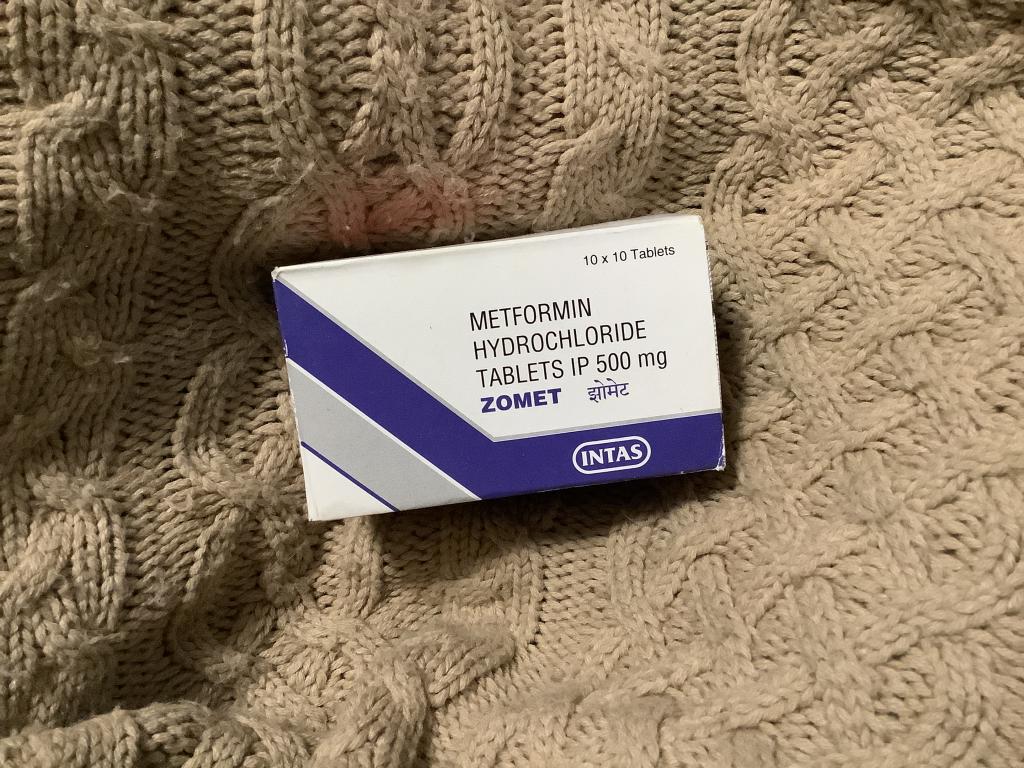 10 x 10 Tablets
METFORMIN
HYDROCHLORIDE
TABLETS IP 500 mg
ZOMET झोमेट
INTAS